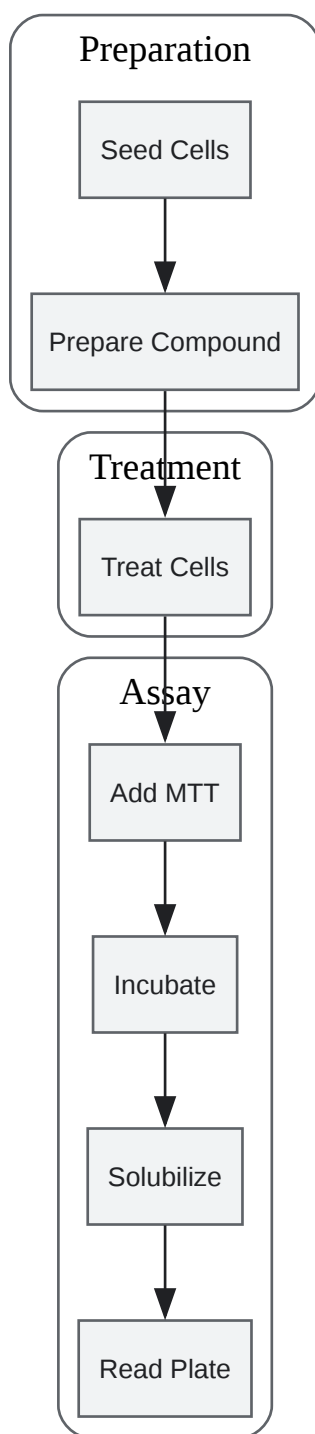 Preparation
Seed Cells
Prepare Compound
Treatment
Treat Cells
Assay
Add MTT
Incubate
Solubilize
Read Plate